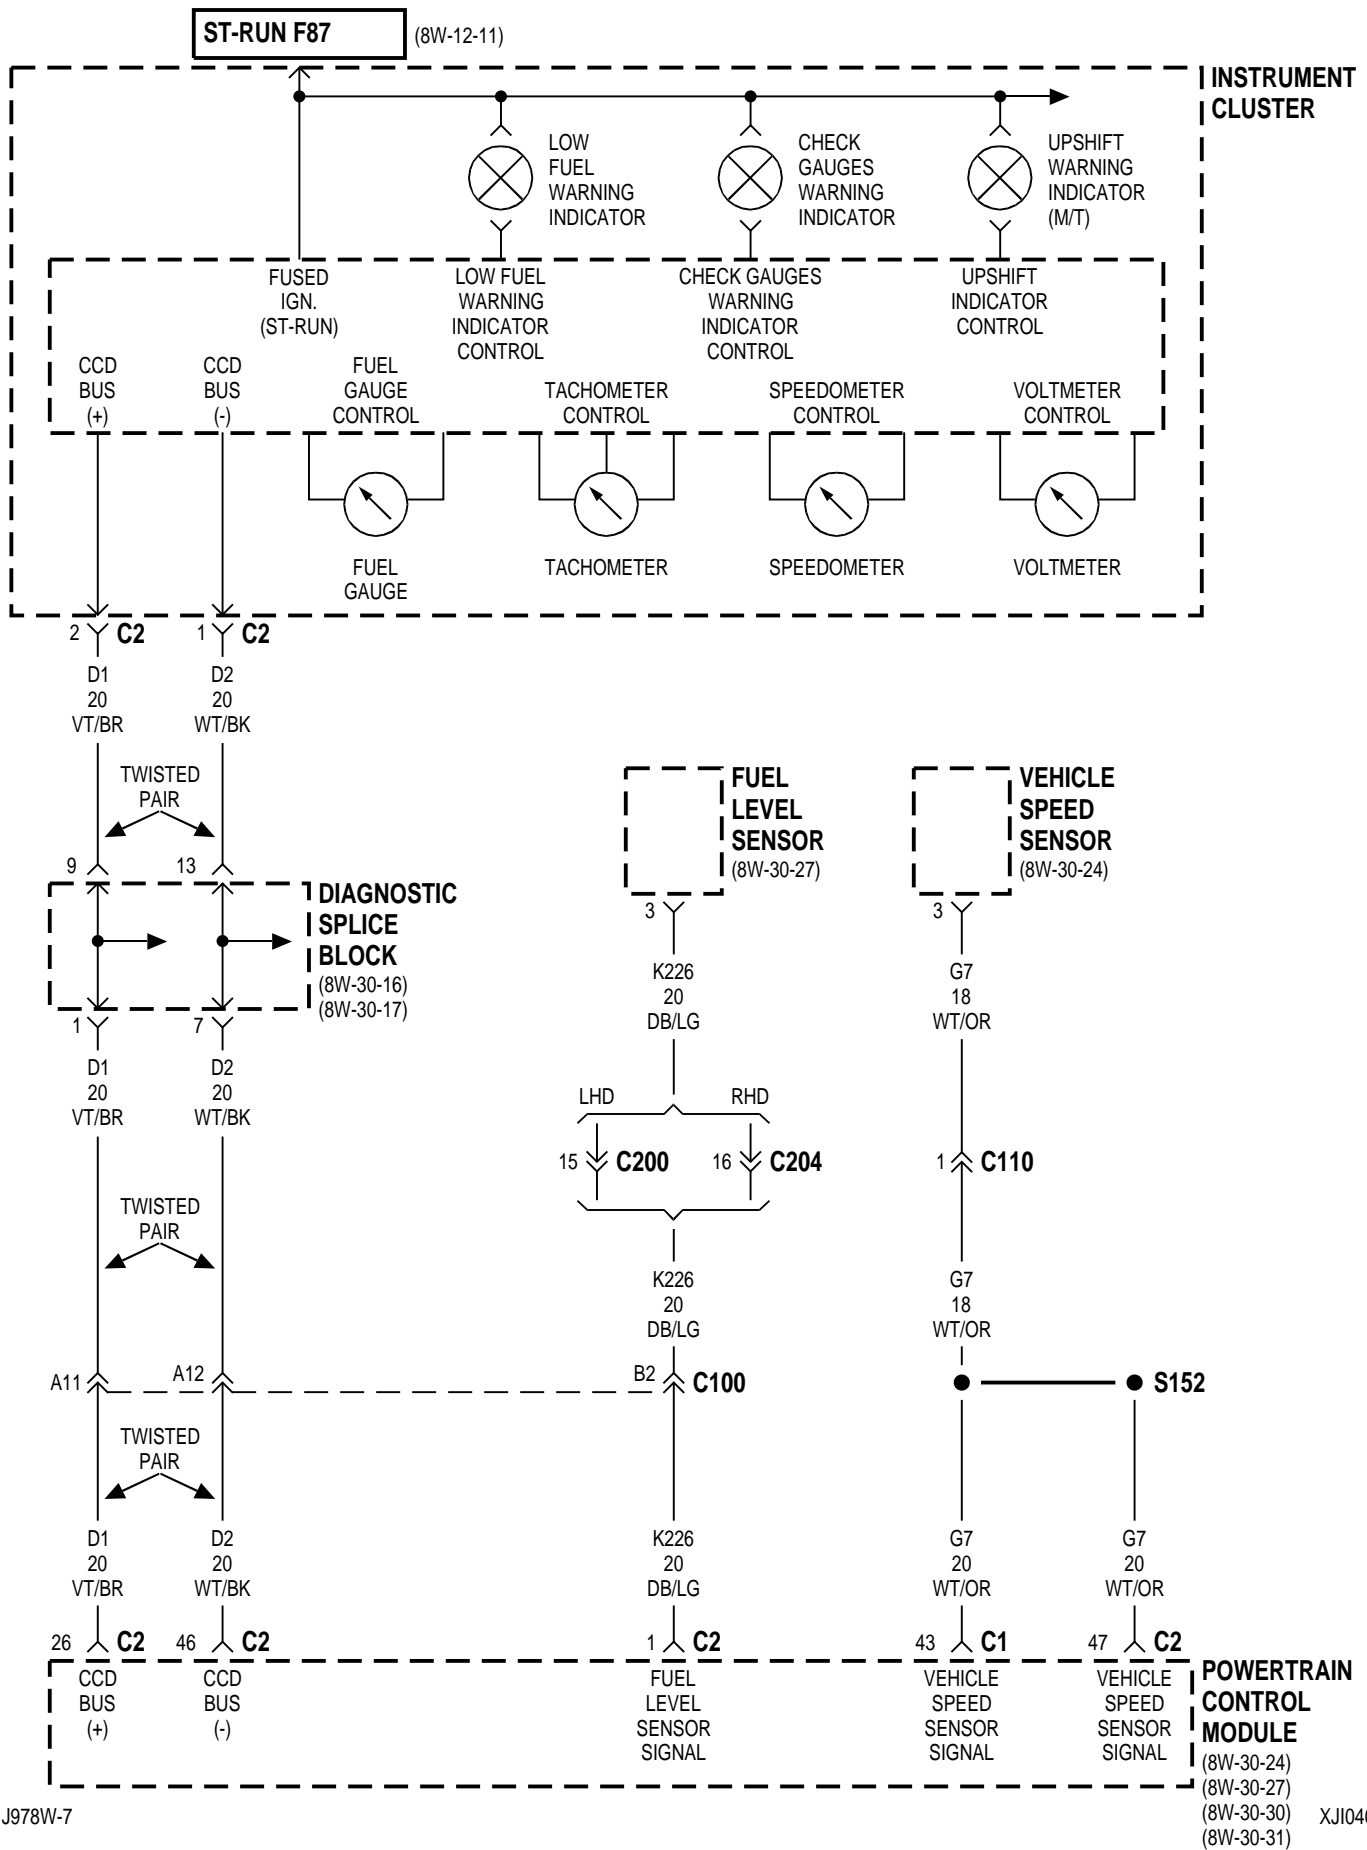 ST-RUN F87
(8W-12-11)
INSTRUMENT
CLUSTER
LOW
FUEL
WARNING
INDICATOR
CHECK
GAUGES
WARNING
INDICATOR
UPSHIFT
WARNING
INDICATOR
(M/T)
FUSED
IGN.
(ST-RUN)
LOW FUEL
WARNING
INDICATOR
CONTROL
CHECK GAUGES
WARNING
INDICATOR
CONTROL
UPSHIFT
INDICATOR
CONTROL
CCD
BUS
(+)
CCD
BUS
(-)
FUEL
GAUGE
CONTROL
TACHOMETER
CONTROL
SPEEDOMETER
CONTROL
VOLTMETER
CONTROL
FUEL
GAUGE
TACHOMETER
SPEEDOMETER
VOLTMETER
2 C2
1 C2
D1
20
VT/BR
D2
20
WT/BK
TWISTED
PAIR
9
13
DIAGNOSTIC
SPLICE
BLOCK
(8W-30-16)
(8W-30-17)
1
7
FUEL
LEVEL
SENSOR
(8W-30-27)
VEHICLE
SPEED
SENSOR
(8W-30-24)
3
3
K226
20
DB/LG
G7
18
WT/OR
D1
20
VT/BR
D2
20
WT/BK
LHD
RHD
15 C200
16 C204
1 C110
TWISTED
PAIR
K226
20
DB/LG
G7
18
WT/OR
A11
A12
B2 C100
S152
TWISTED
PAIR
D1
20
VT/BR
D2
20
WT/BK
K226
20
DB/LG
G7
20
WT/OR
G7
20
WT/OR
26 C2
46 C2
1 C2
43 C1
47 C2
CCD
BUS
(+)
CCD
BUS
(-)
FUEL
LEVEL
SENSOR
SIGNAL
VEHICLE
SPEED
SENSOR
SIGNAL
VEHICLE
SPEED
SENSOR
SIGNAL
POWERTRAIN
CONTROL
MODULE
(8W-30-24)
(8W-30-27)
(8W-30-30)
(8W-30-31)
J978W-7